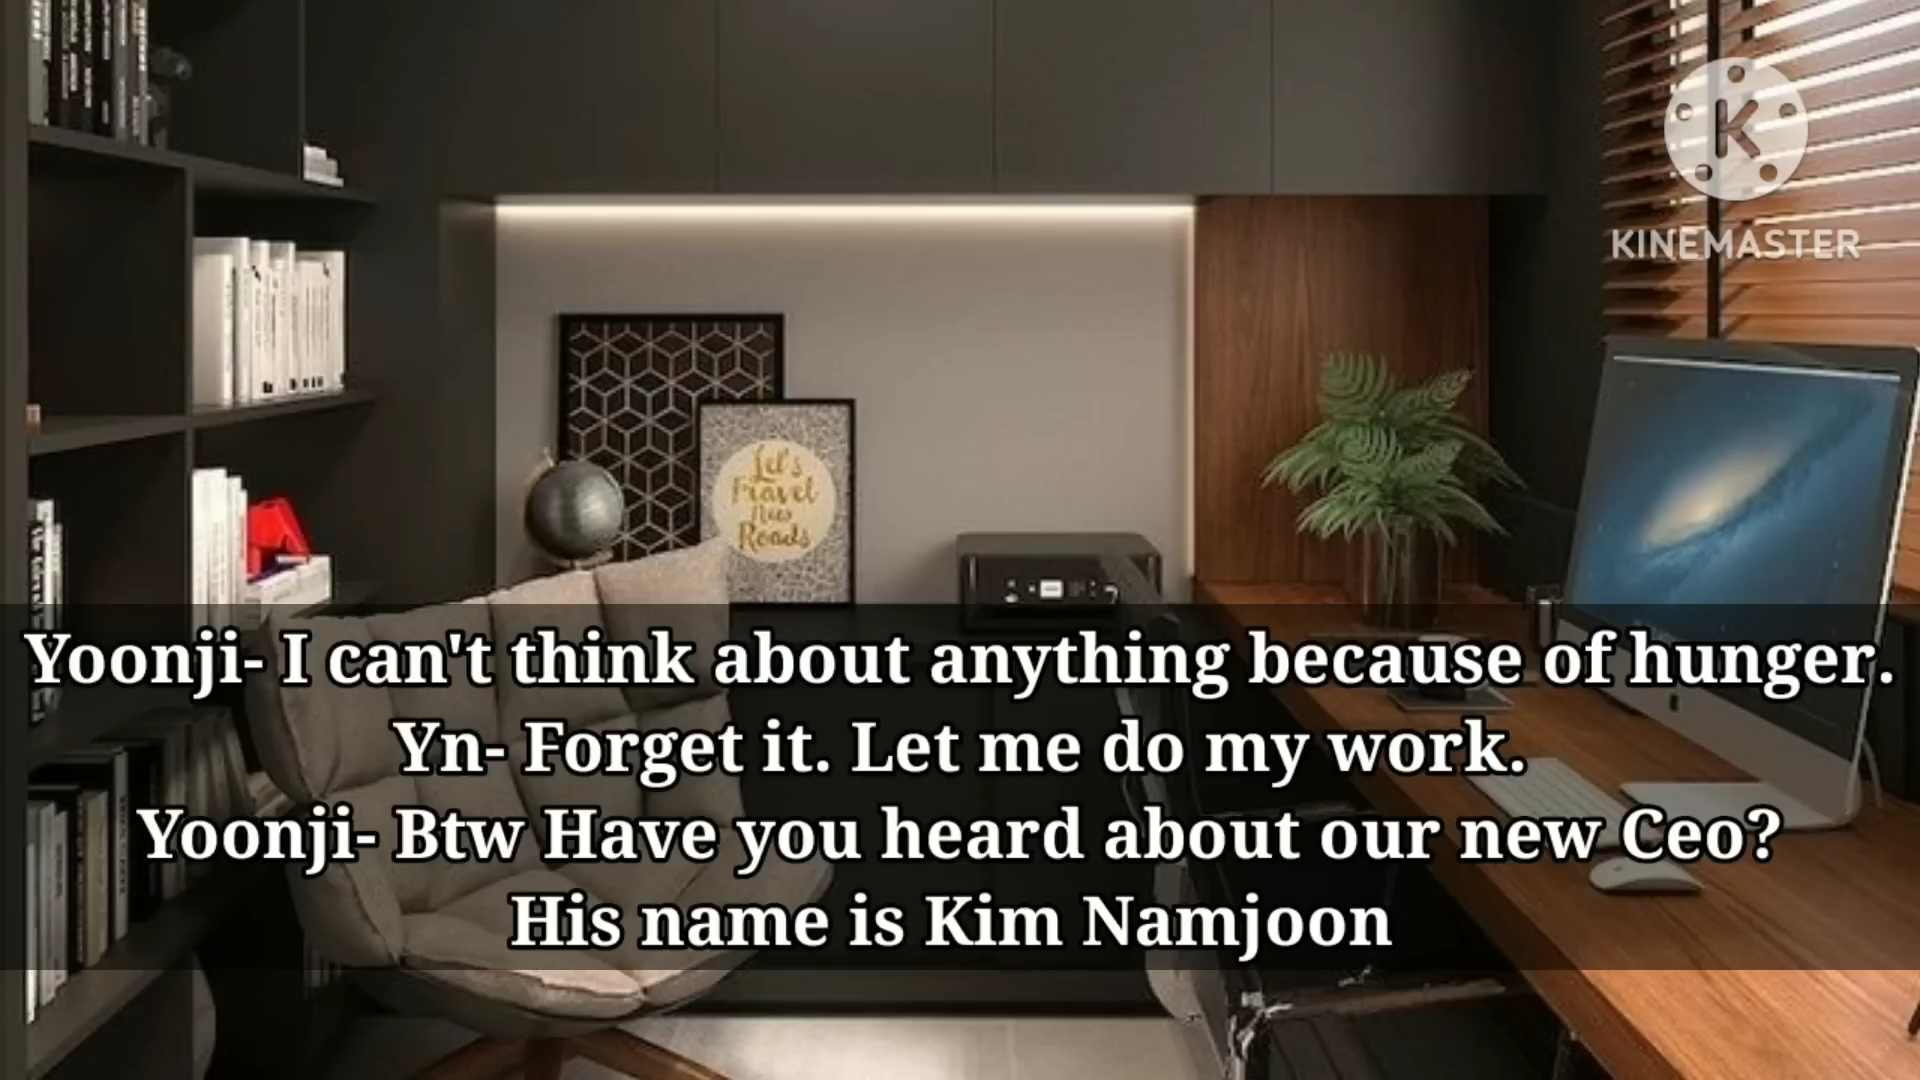 K
KINEMASTER
Let's
Travel
New
Roads
Yoonji- I can't think about anything because of hunger.
Yn- Forget it. Let me do my work.
Yoonji- Btw Have you heard about our new Ceo?
His name is Kim Namjoon